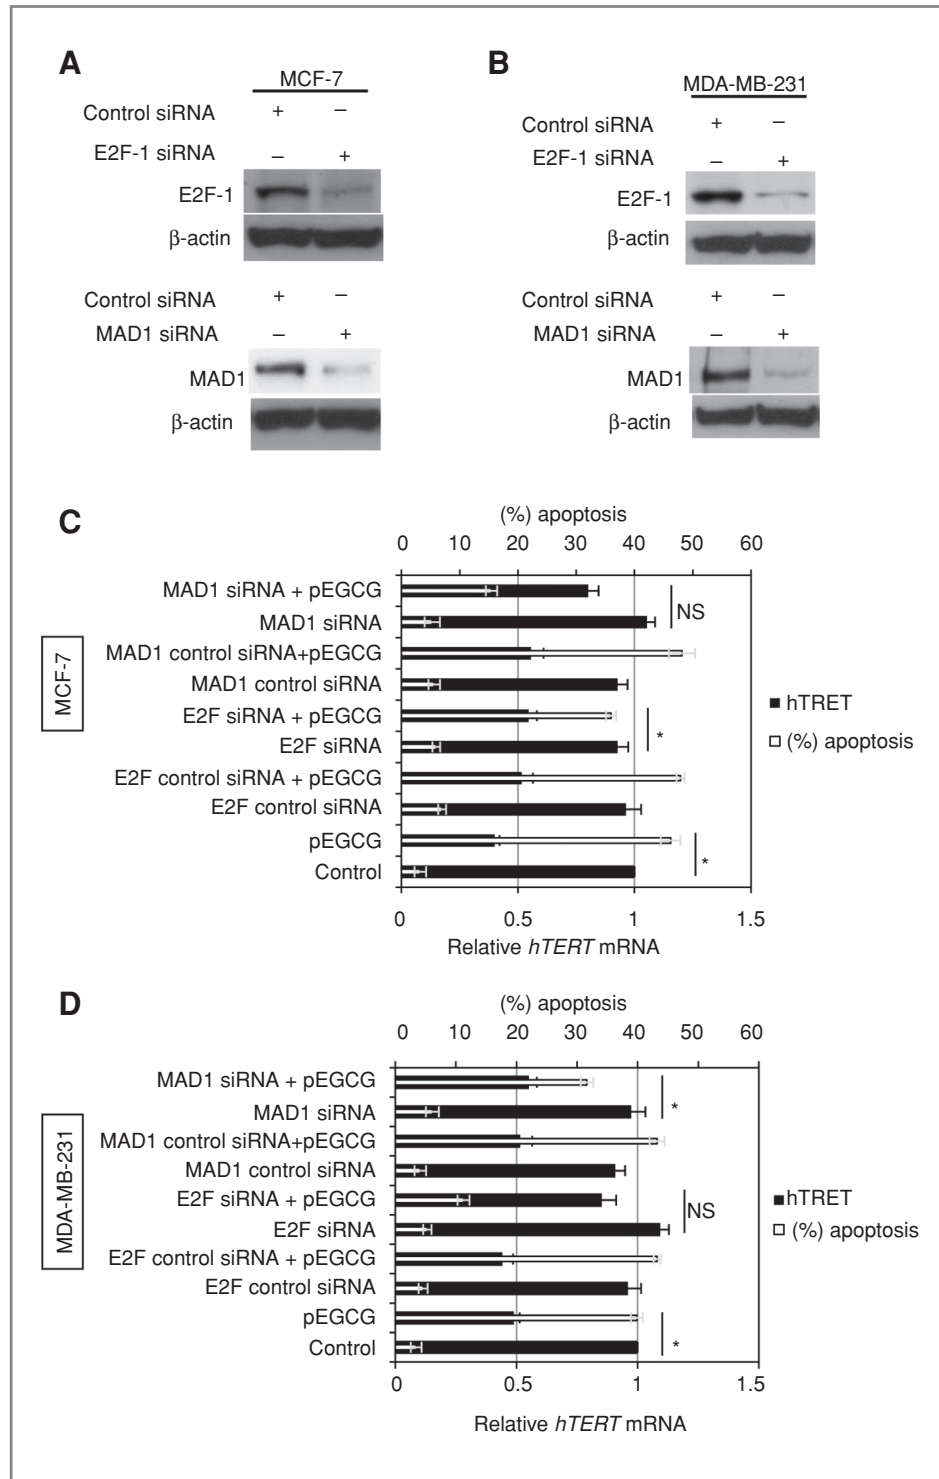 A
MCF-7
Control siRNA + –
E2F-1 siRNA – +
E2F-1
β-actin
Control siRNA + –
MAD1 siRNA – +
MAD1
β-actin
B
MDA-MB-231
Control siRNA + –
E2F-1 siRNA – +
E2F-1
β-actin
Control siRNA + –
MAD1 siRNA – +
MAD1
β-actin
C
(%) apoptosis
0 10 20 30 40 50 60
MCF-7
MAD1 siRNA + pEGCG
MAD1 siRNA
NS
MAD1 control siRNA+pEGCG
MAD1 control siRNA
E2F siRNA + pEGCG
E2F siRNA
*
E2F control siRNA + pEGCG
E2F control siRNA
pEGCG
Control
*
hTRET
(%) apoptosis
0 0.5 1 1.5
Relative hTERT mRNA
D
(%) apoptosis
0 10 20 30 40 50 60
MDA-MB-231
MAD1 siRNA + pEGCG
MAD1 siRNA
*
MAD1 control siRNA+pEGCG
MAD1 control siRNA
E2F siRNA + pEGCG
E2F siRNA
NS
E2F control siRNA + pEGCG
E2F control siRNA
pEGCG
Control
*
hTRET
(%) apoptosis
0 0.5 1 1.5
Relative hTERT mRNA